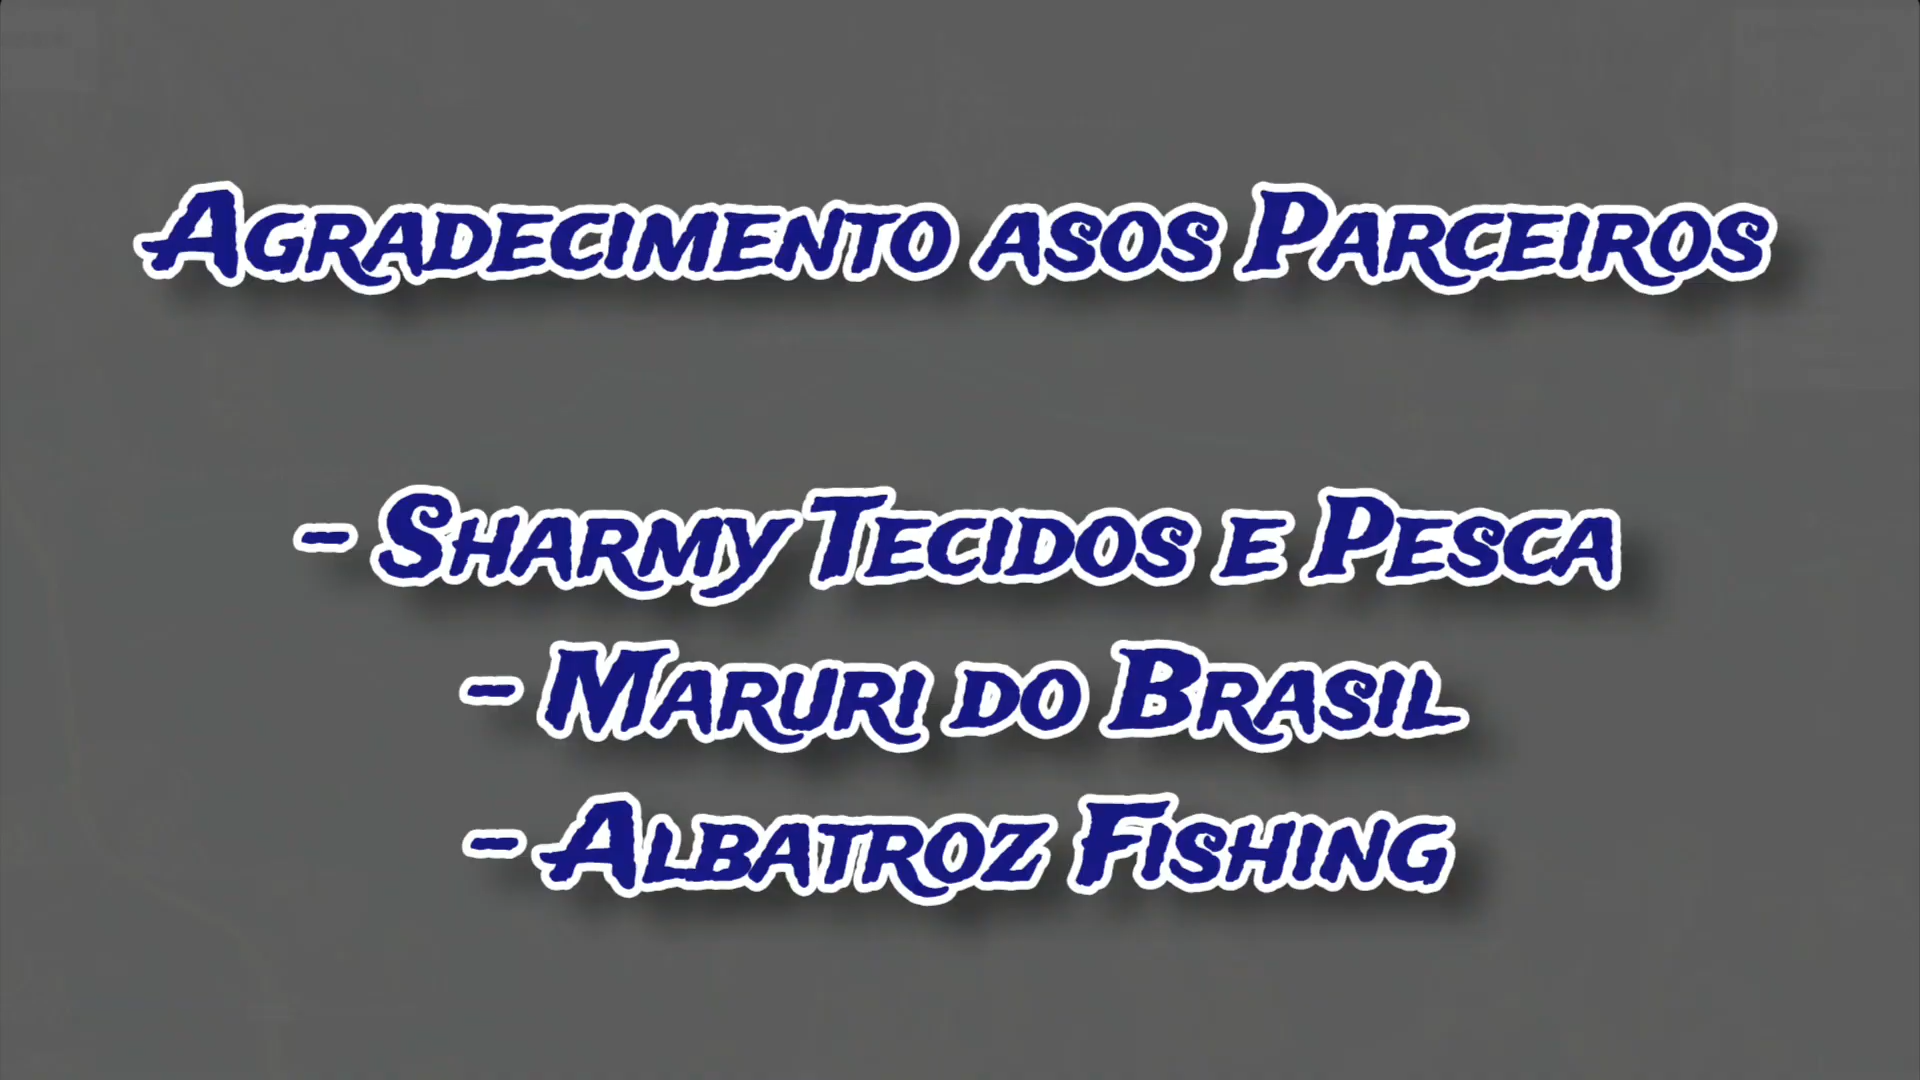 Agradecimento asos Parceiros
- Sharmy Tecidos e Pesca
- Maruri do Brasil
- Albatroz Fishing